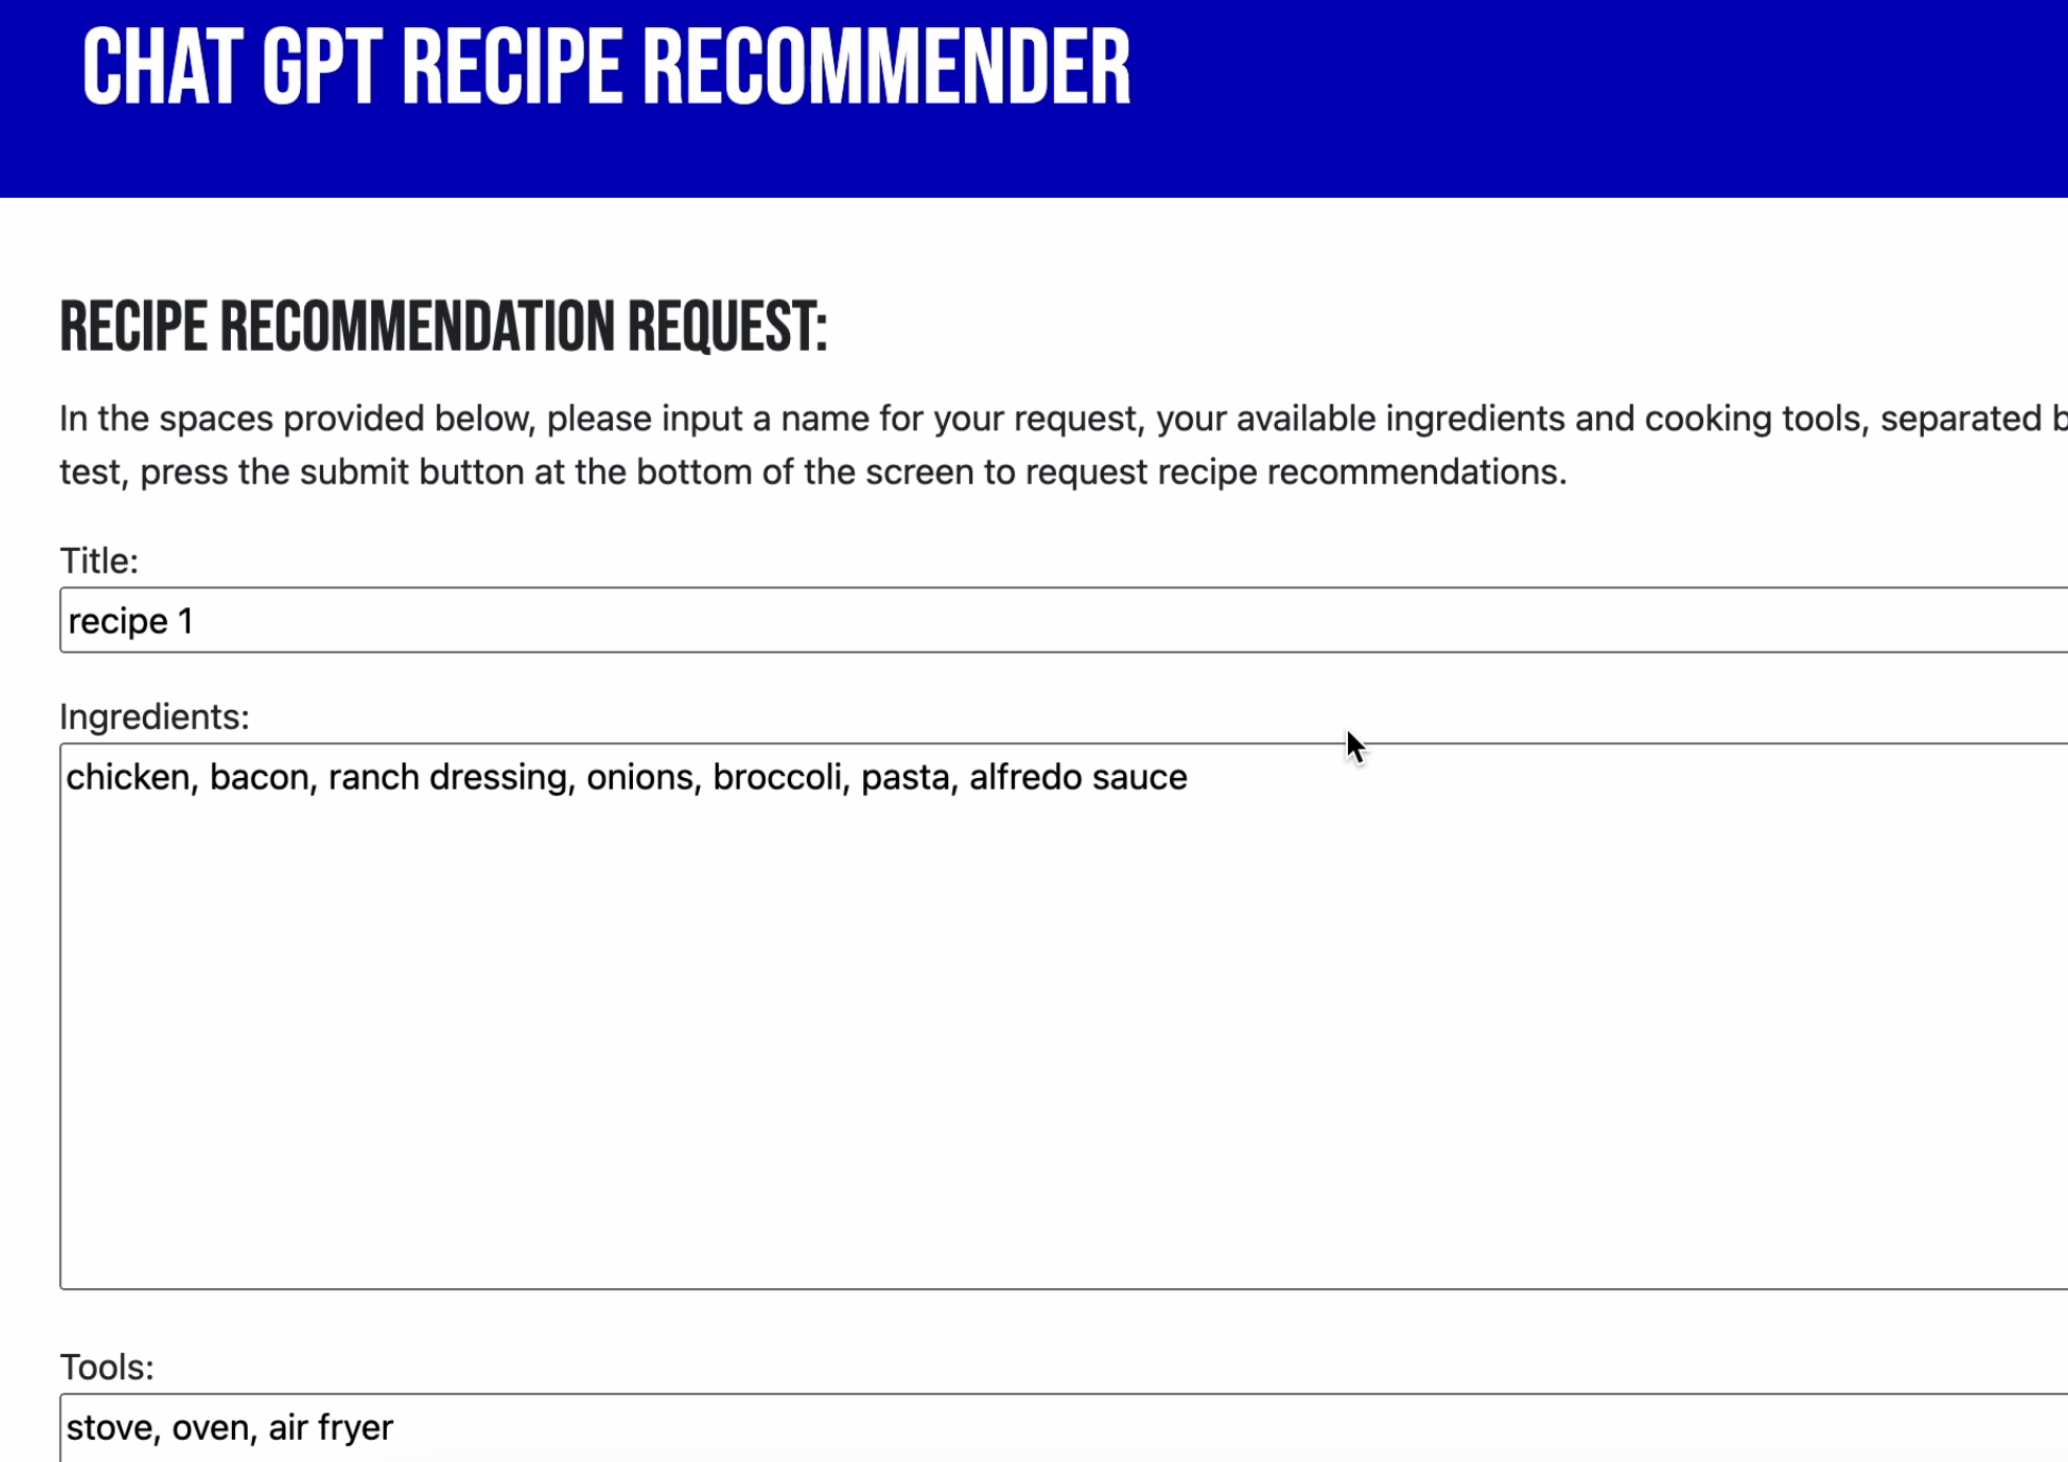 CHAT GPT RECIPE RECOMMENDER
RECIPE RECOMMENDATION REQUEST:
In the spaces provided below, please input a name for your request, your available ingredients and cooking tools, separated
test, press the submit button at the bottom of the screen to request recipe recommendations.
Title:
recipe 1
Ingredients:
chicken, bacon, ranch dressing, onions, broccoli, pasta, alfredo sauce
Tools:
stove, oven, air fryer